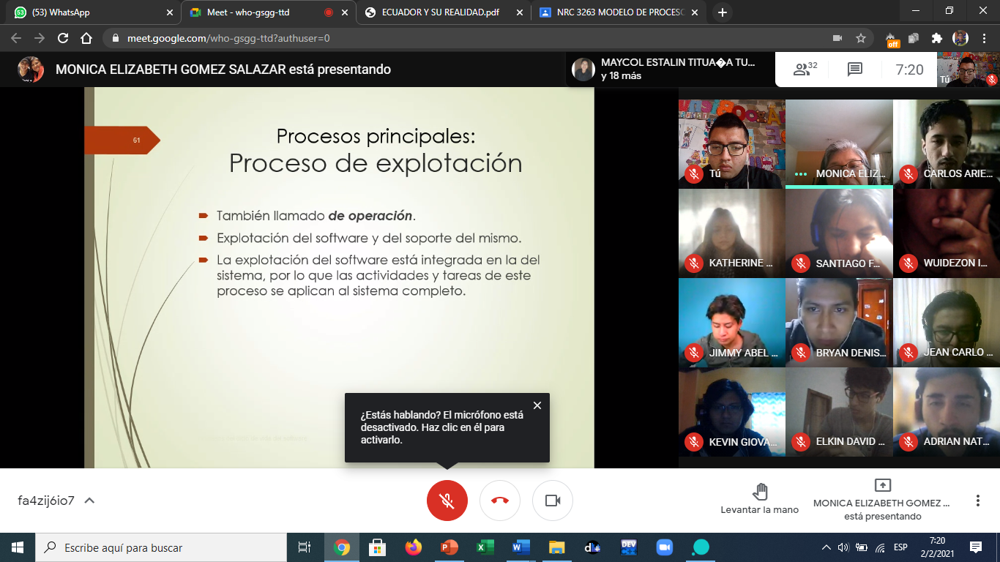 53
(53) WhatsApp
Meet - who-gsgg-ttd
ECUADOR Y SU REALIDAD.pdf
NRC 3263 MODELO DE PROCESO
meet.google.com/who-gsgg-ttd?authuser=0
off
MONICA ELIZABETH GOMEZ SALAZAR está presentando
MAYCOL ESTALIN TITUA�A TU...
y 18 más
32
7:20
Tú
61
Procesos principales:
Proceso de explotación
También llamado de operación.
Explotación del software y del soporte del mismo.
La explotación del software está integrada en la del
sistema, por lo que las actividades y tareas de este
proceso se aplican al sistema completo.
Tú
MONICA ELIZ...
CARLOS ARIE...
KATHERINE ...
SANTIAGO F...
WUIDEZON I...
JIMMY ABEL ...
BRYAN DENIS...
JEAN CARLO ...
KEVIN GIOVA...
ELKIN DAVID ...
ADRIAN NAT...
¿Estás hablando? El micrófono está
desactivado. Haz clic en él para
activarlo.
fa4zij6io7
Levantar la mano
MONICA ELIZABETH GOMEZ ...
está presentando
Escribe aquí para buscar
DEV
ESP
7:20
2/2/2021